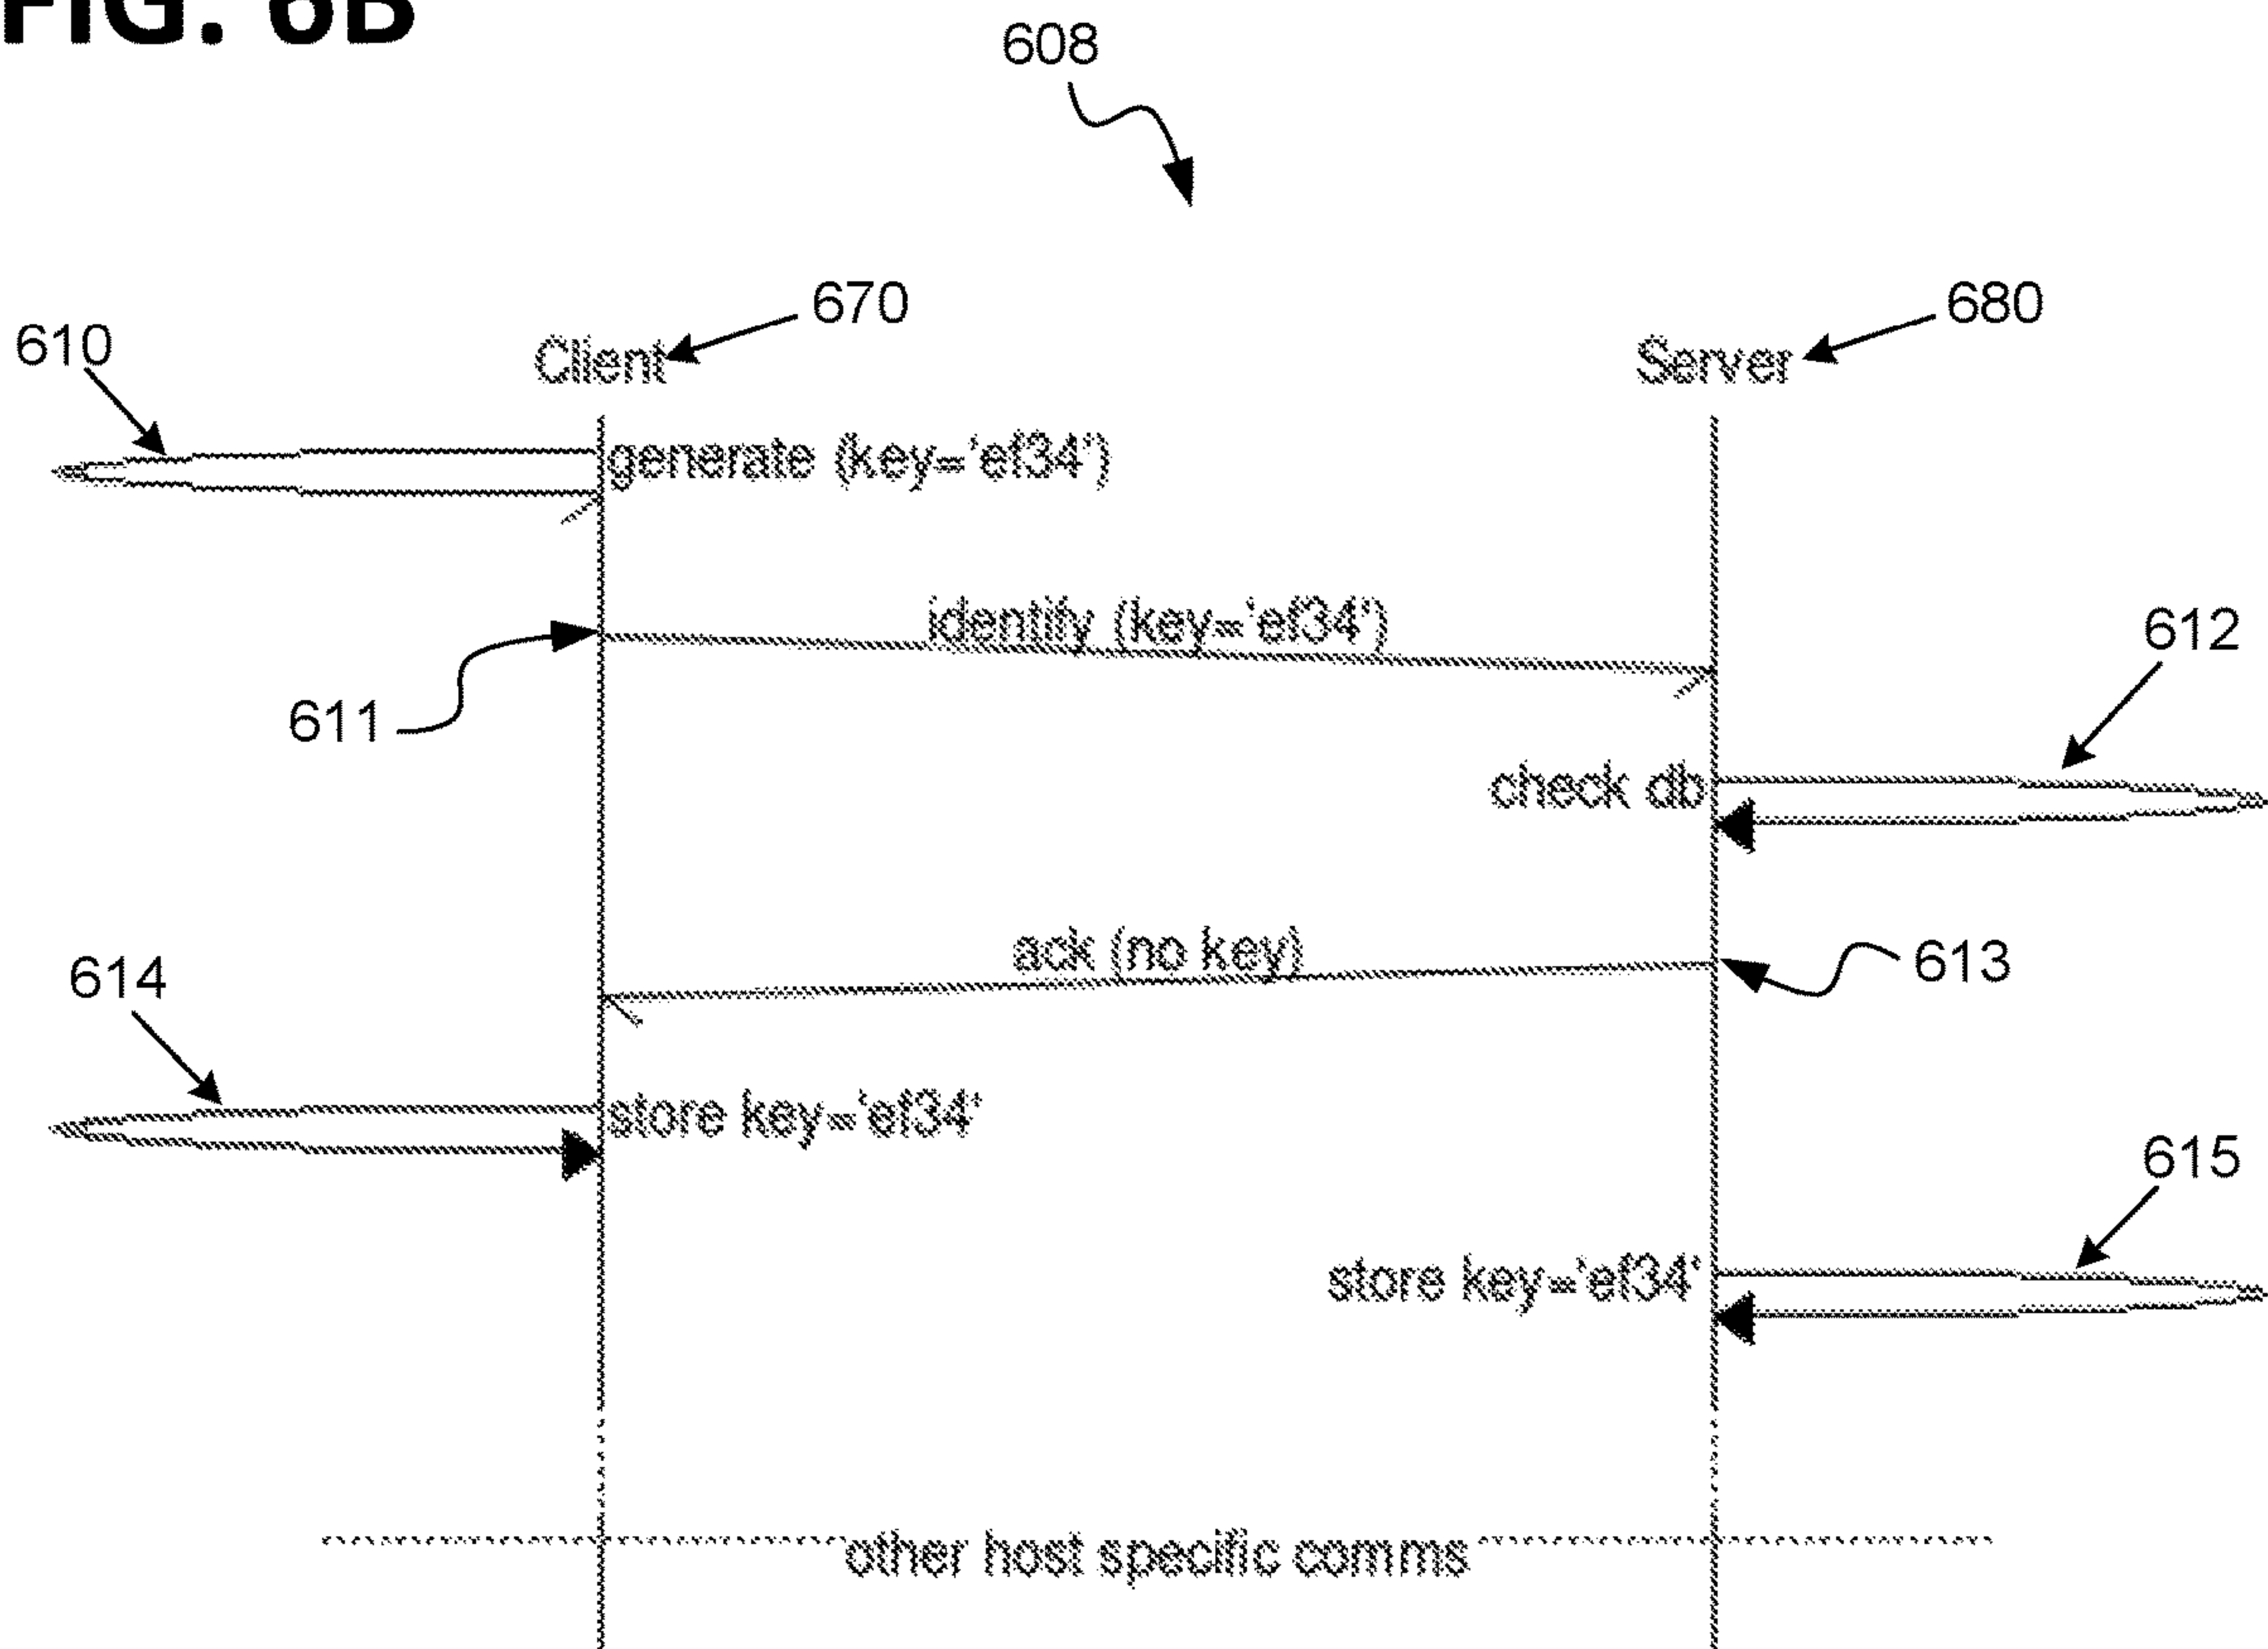 FIG. 6B
608
670
680
610
Client
Server
generate (key='ef34')
identify (key='ef34')
612
611
check db
ack (no key)
613
614
store key='ef34'
615
store key='ef34'
other host specific comms